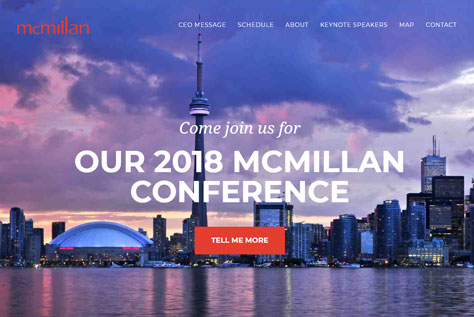 mcmillan
CEO MESSAGE SCHEDULE ABOUT KEYNOTE SPEAKERS MAP CONTACT
Come join us for
OUR 2018 MCMILLAN
CONFERENCE
TELL ME MORE